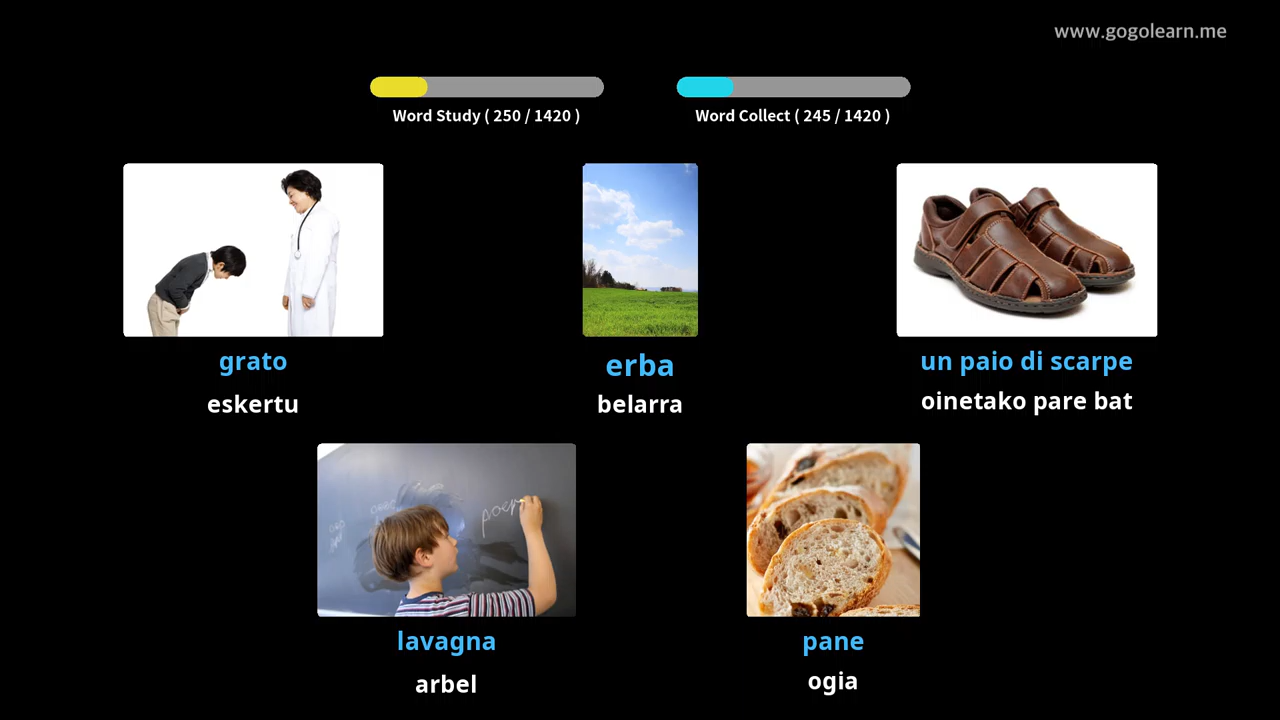 www.gogolearn.me
Word Study ( 250 / 1420 )
Word Collect ( 245 / 1420 )
grato
eskertu
erba
belarra
un paio di scarpe
oinetako pare bat
lavagna
arbel
pane
ogia